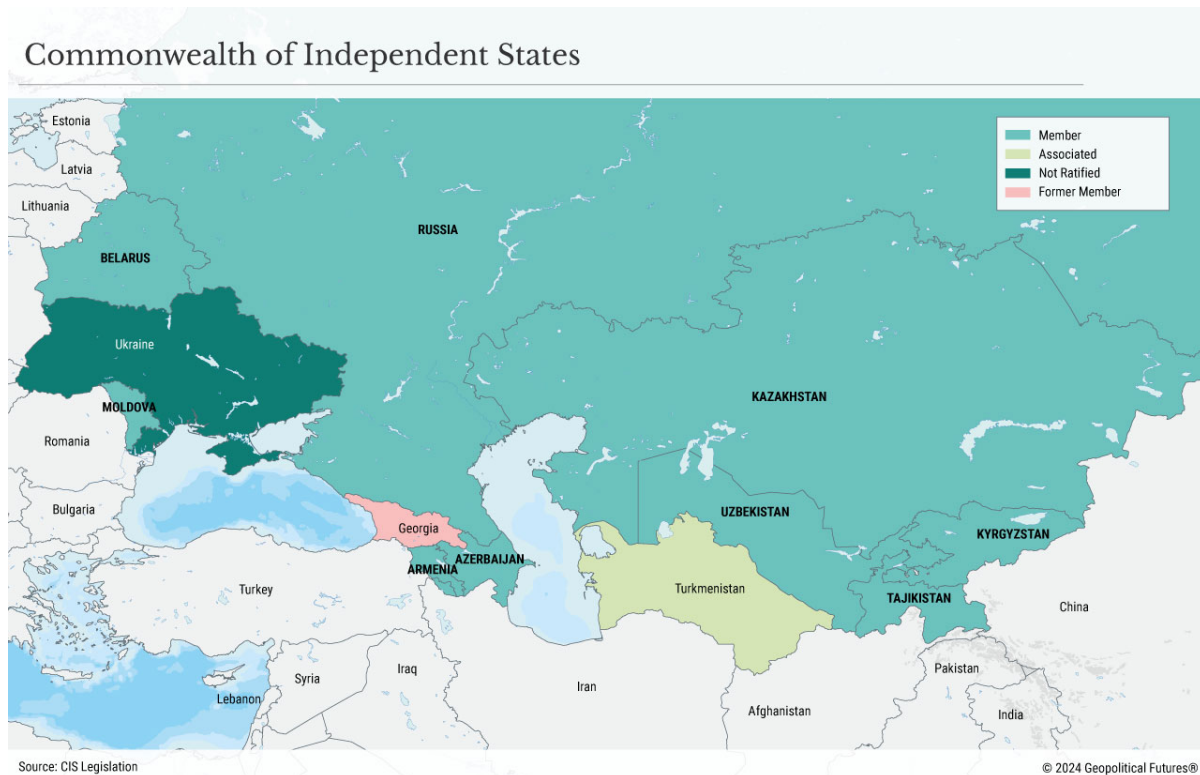 Commonwealth of Independent States
Estonia
Latvia
Lithuania
BELARUS
RUSSIA
Member
Associated
Not Ratified
Former Member
Ukraine
MOLDOVA
KAZAKHSTAN
Romania
Bulgaria
Georgia
UZBEKISTAN
KYRGYZSTAN
AZERBAIJAN
ARMENIA
Turkey
Turkmenistan
TAJIKISTAN
China
Syria
Iraq
Iran
Pakistan
Lebanon
Afghanistan
India
Source: CIS Legislation
© 2024 Geopolitical Futures®